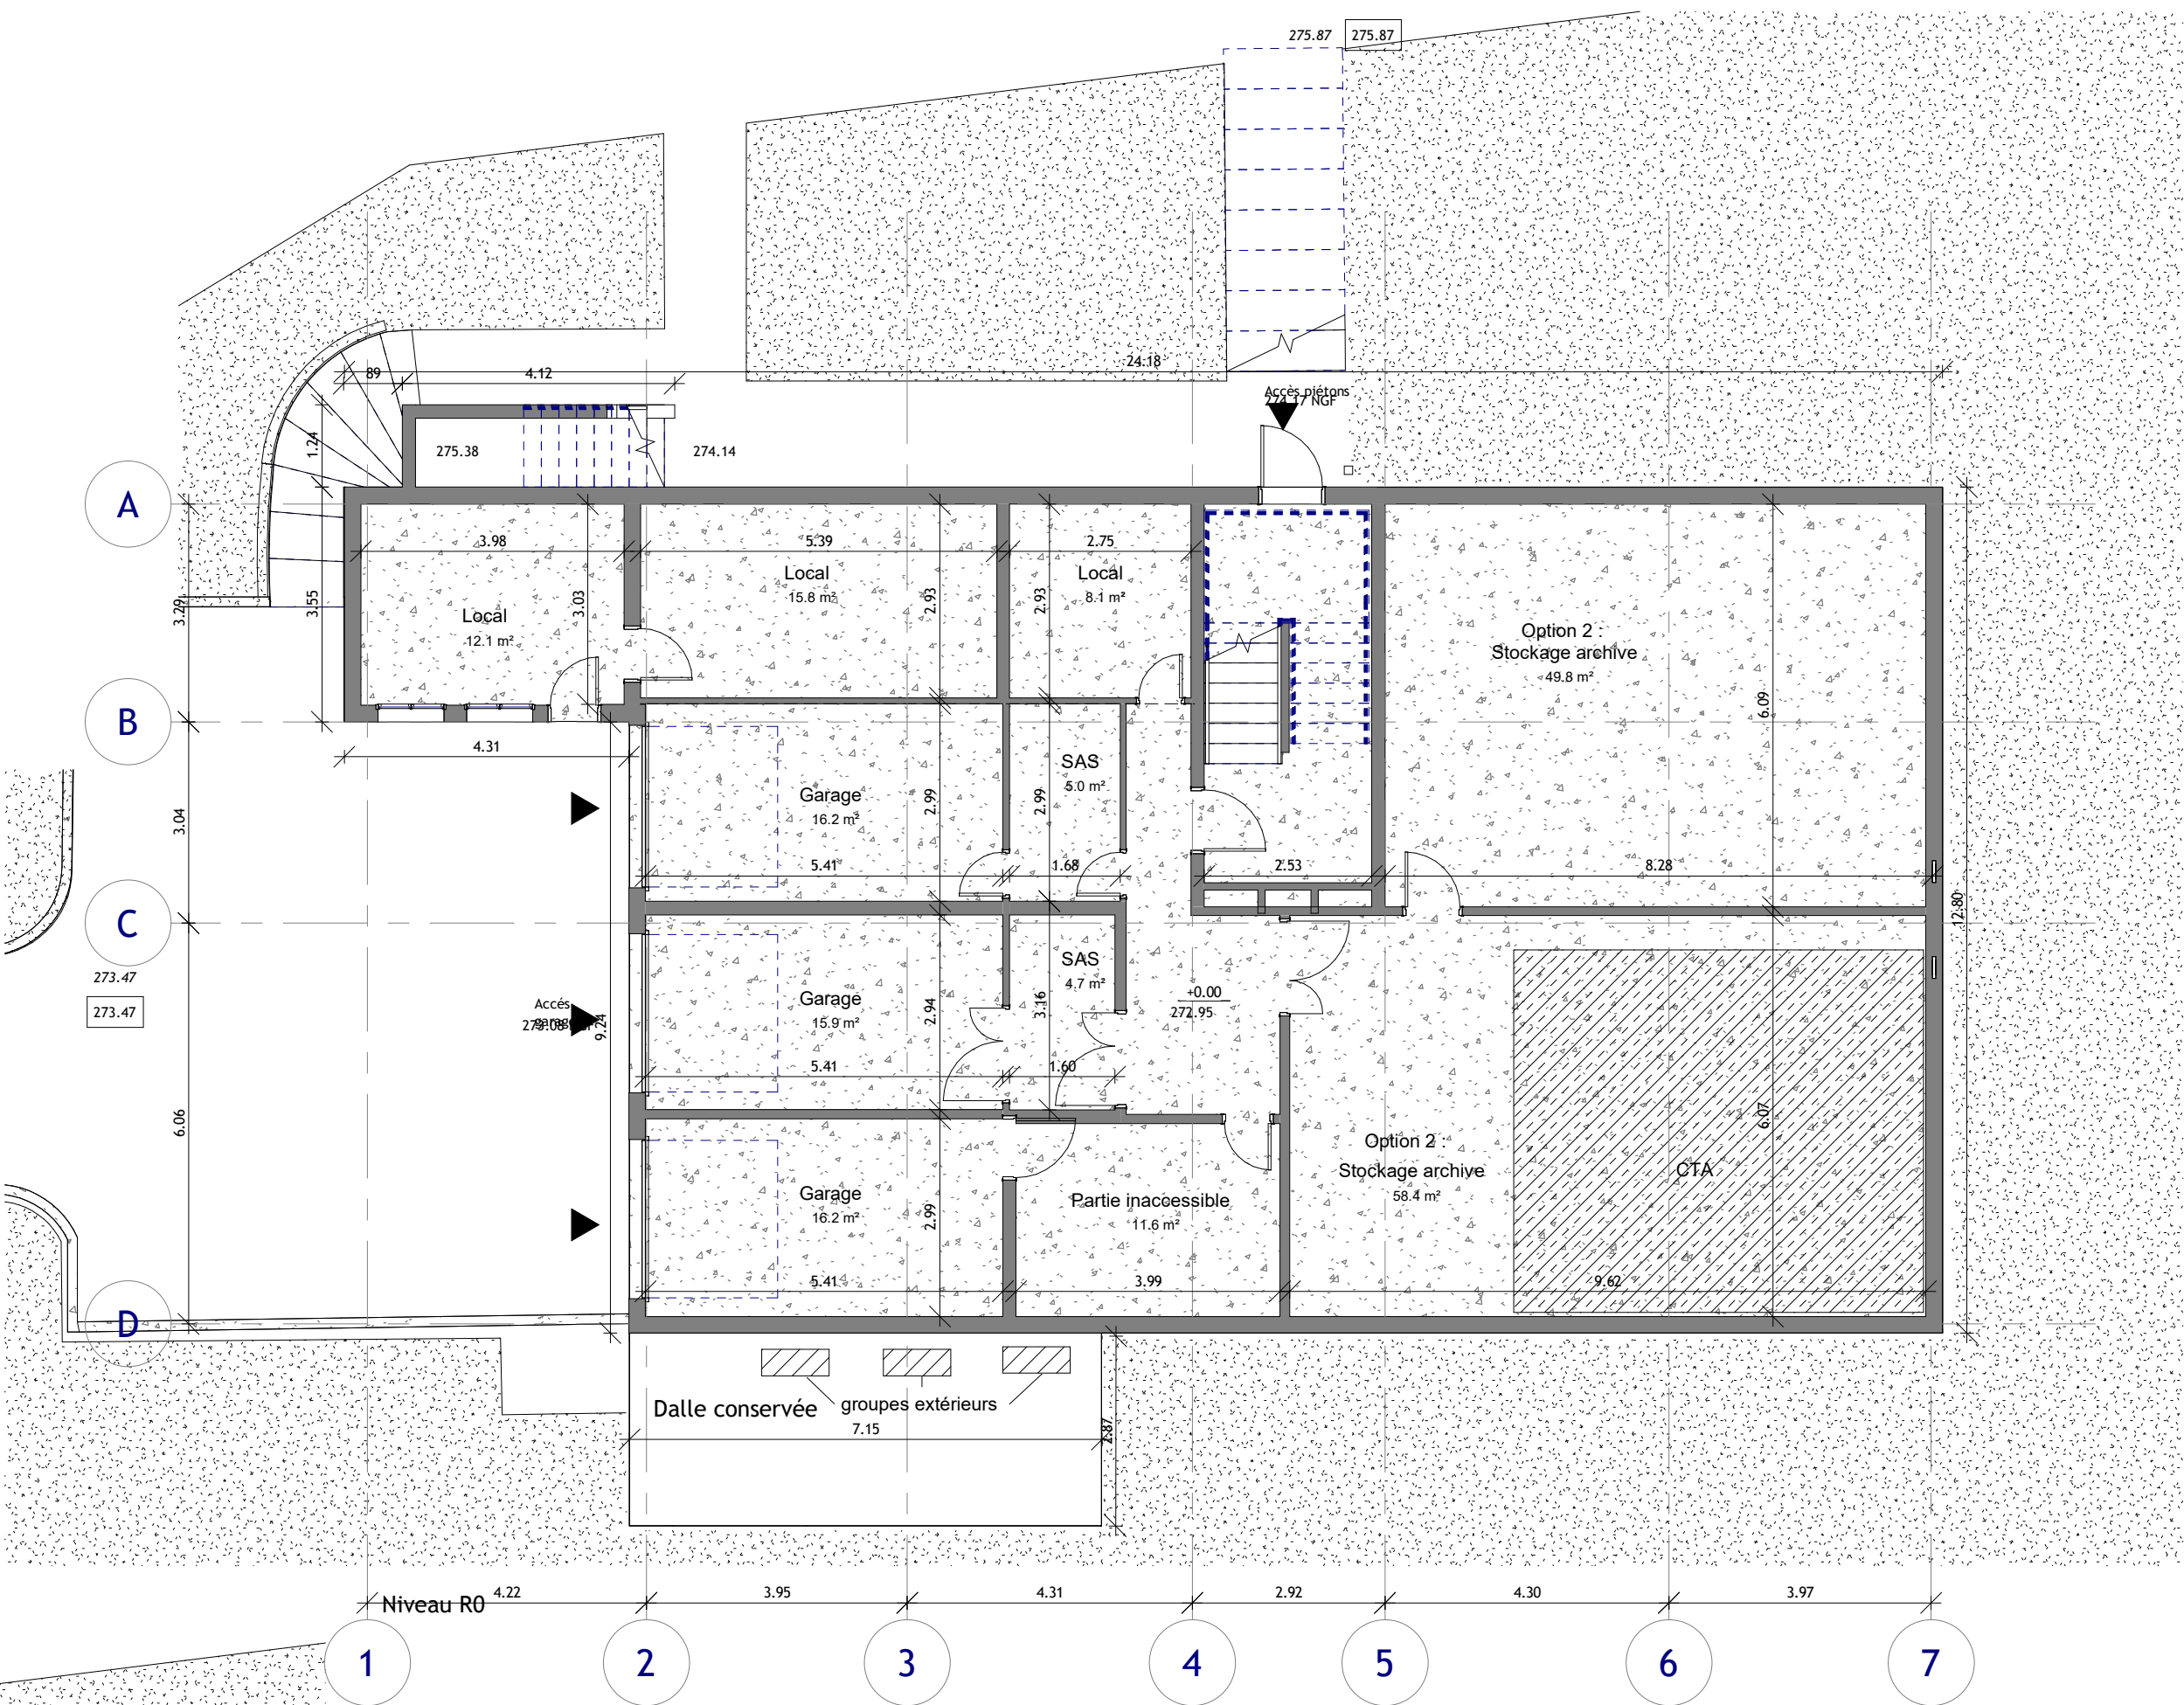 275.87
275.87
24.18
89
4.12
Accès piétons
274.17 NGF
1.24
275.38
274.14
A
3.98
5.39
2.75
Local
15.8 m²
Local
8.1 m²
3.29
3.55
3.03
2.93
2.93
Local
12.1 m²
Option 2 :
Stockage archive
49.8 m²
6.09
B
4.31
SAS
5.0 m²
Garage
16.2 m²
2.99
2.99
3.04
5.41
1.68
2.53
8.28
12.80
C
273.47
273.47
SAS
4.7 m²
Garage
15.9 m²
2.94
3.16
+0.00
272.95
Accés
9.24
5.41
1.60
6.06
6.07
Option 2 :
Stockage archive
58.4 m²
CTA
Garage
16.2 m²
2.99
Partie inaccessible
11.6 m²
5.41
3.99
9.62
D
Dalle conservée
groupes extérieurs
7.15
2.87
Niveau R0
4.22
3.95
4.31
2.92
4.30
3.97
1
2
3
4
5
6
7